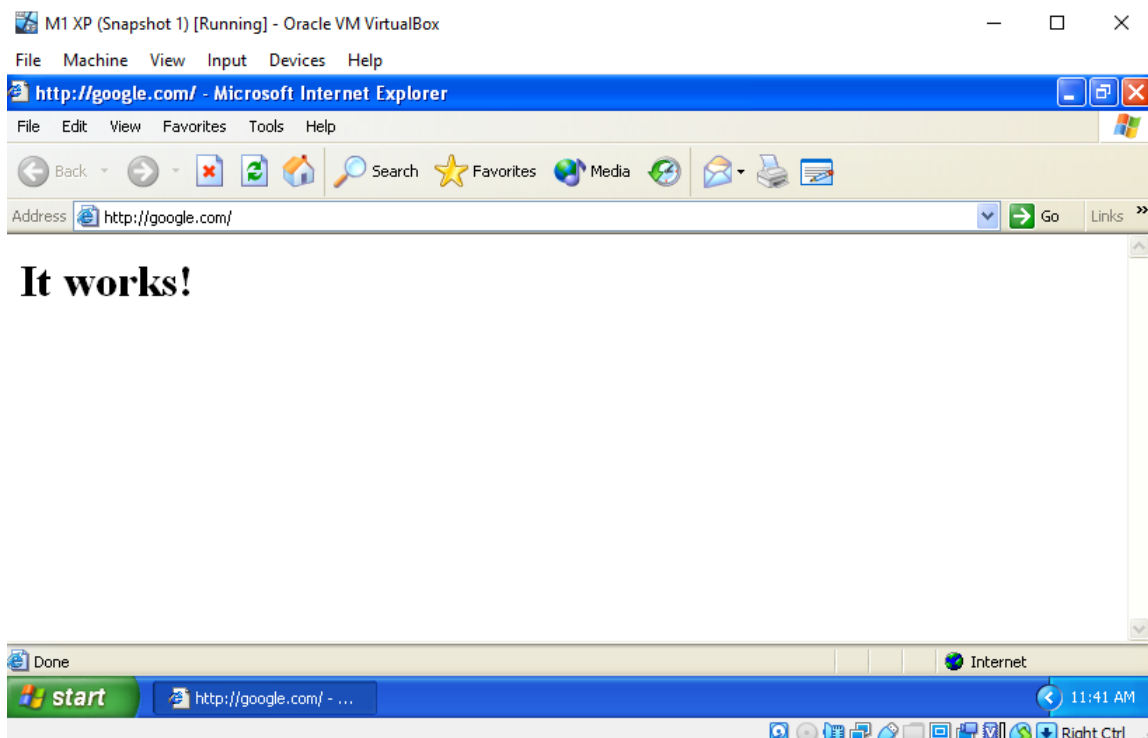 M1 XP (Snapshot 1) [Running] - Oracle VM VirtualBox
File Machine View Input Devices Help
http://google.com/ - Microsoft Internet Explorer
File Edit View Favorites Tools Help
Back Search Favorites Media
Address http://google.com/ Go Links »
It works!
Done Internet
start http://google.com/ - ... 11:41 AM
Right Ctrl